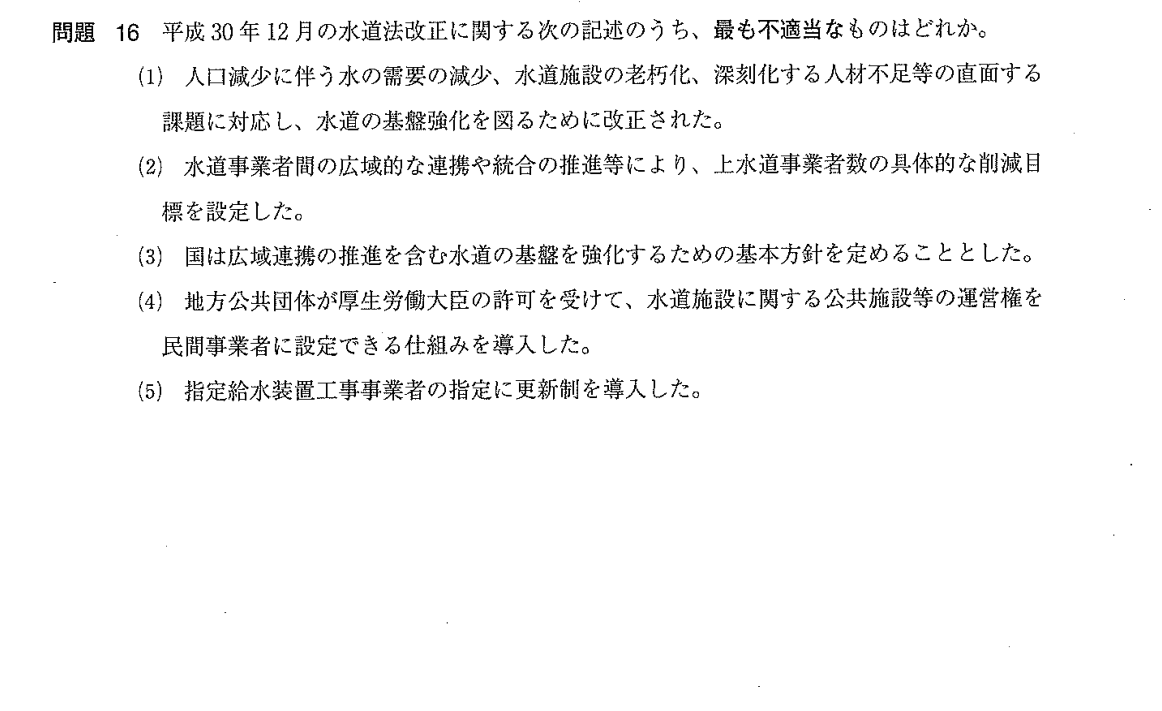 問題 16 平成 30 年 12 月の水道法改正に関する次の記述のうち、最も不適当なものはどれか。
(1) 人口減少に伴う水の需要の減少、水道施設の老朽化、深刻化する人材不足等の直面する
課題に対応し、水道の基盤強化を図るために改正された。
(2) 水道事業者間の広域的な連携や統合の推進等により、上水道事業者数の具体的な削減目
標を設定した。
(3) 国は広域連携の推進を含む水道の基盤を強化するための基本方針を定めることとした。
(4) 地方公共団体が厚生労働大臣の許可を受けて、水道施設に関する公共施設等の運営権を
民間事業者に設定できる仕組みを導入した。
(5) 指定給水装置工事事業者の指定に更新制を導入した。